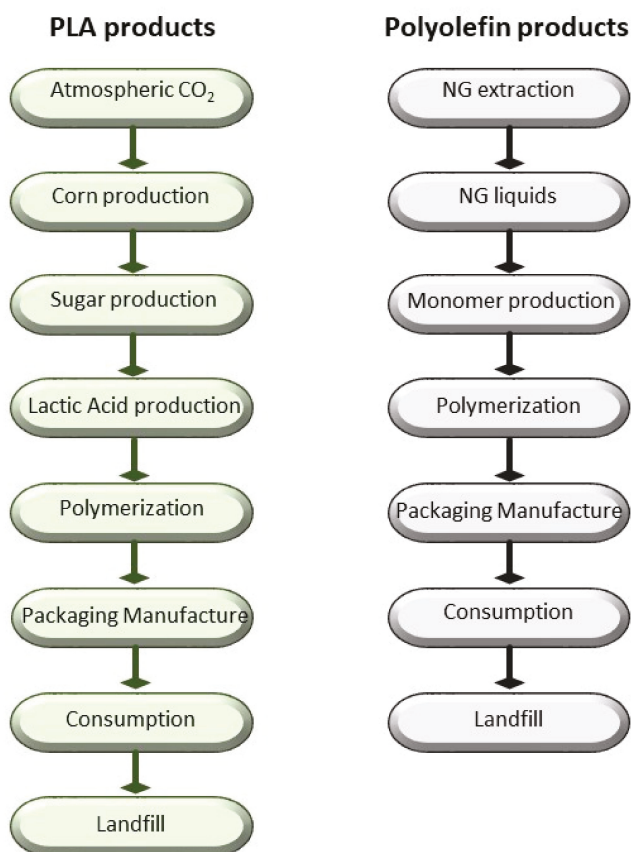 PLA products
Atmospheric CO₂
Corn production
Sugar production
Lactic Acid production
Polymerization
Packaging Manufacture
Consumption
Landfill
Polyolefin products
NG extraction
NG liquids
Monomer production
Polymerization
Packaging Manufacture
Consumption
Landfill